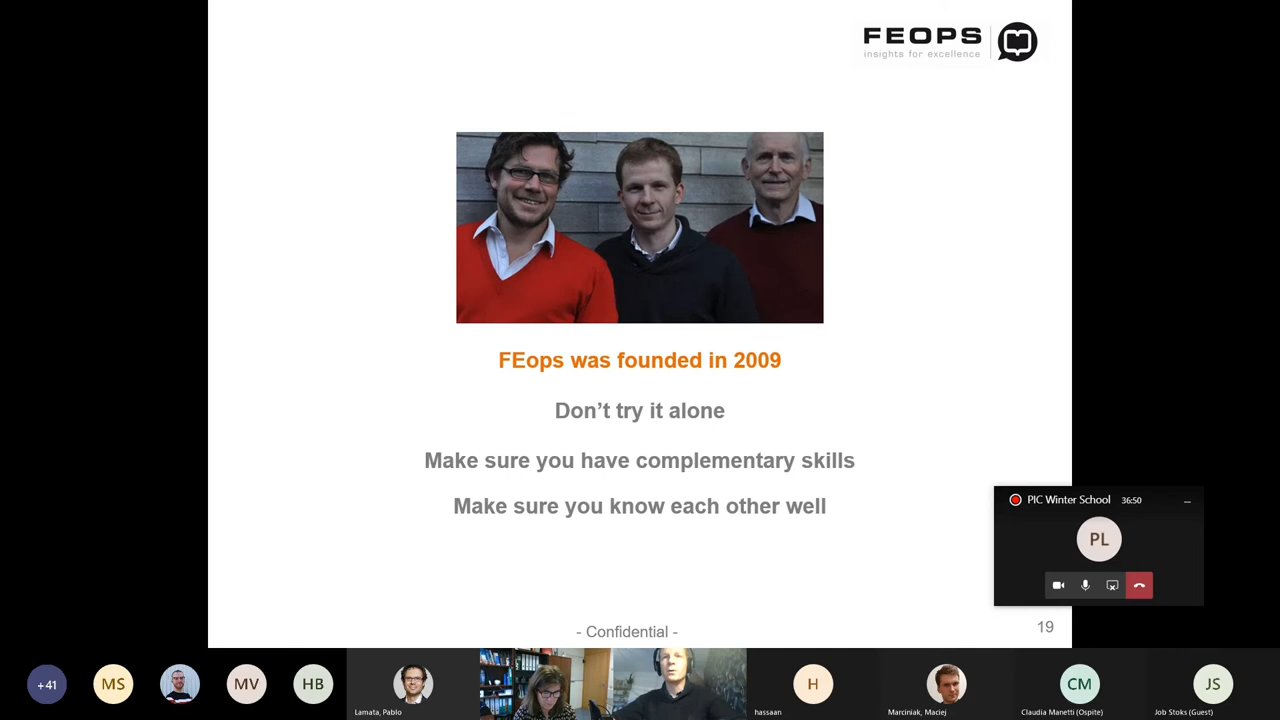 FEOPS
insights for excellence
FEops was founded in 2009
Don’t try it alone
Make sure you have complementary skills
Make sure you know each other well
PIC Winter School 36:50
PL
- Confidential -
19
+41
MS
MV
HB
Lamata, Pablo
H
hassaan
Marciniak, Maciej
CM
Claudia Manetti (Ospite)
JS
Job Stoks (Guest)